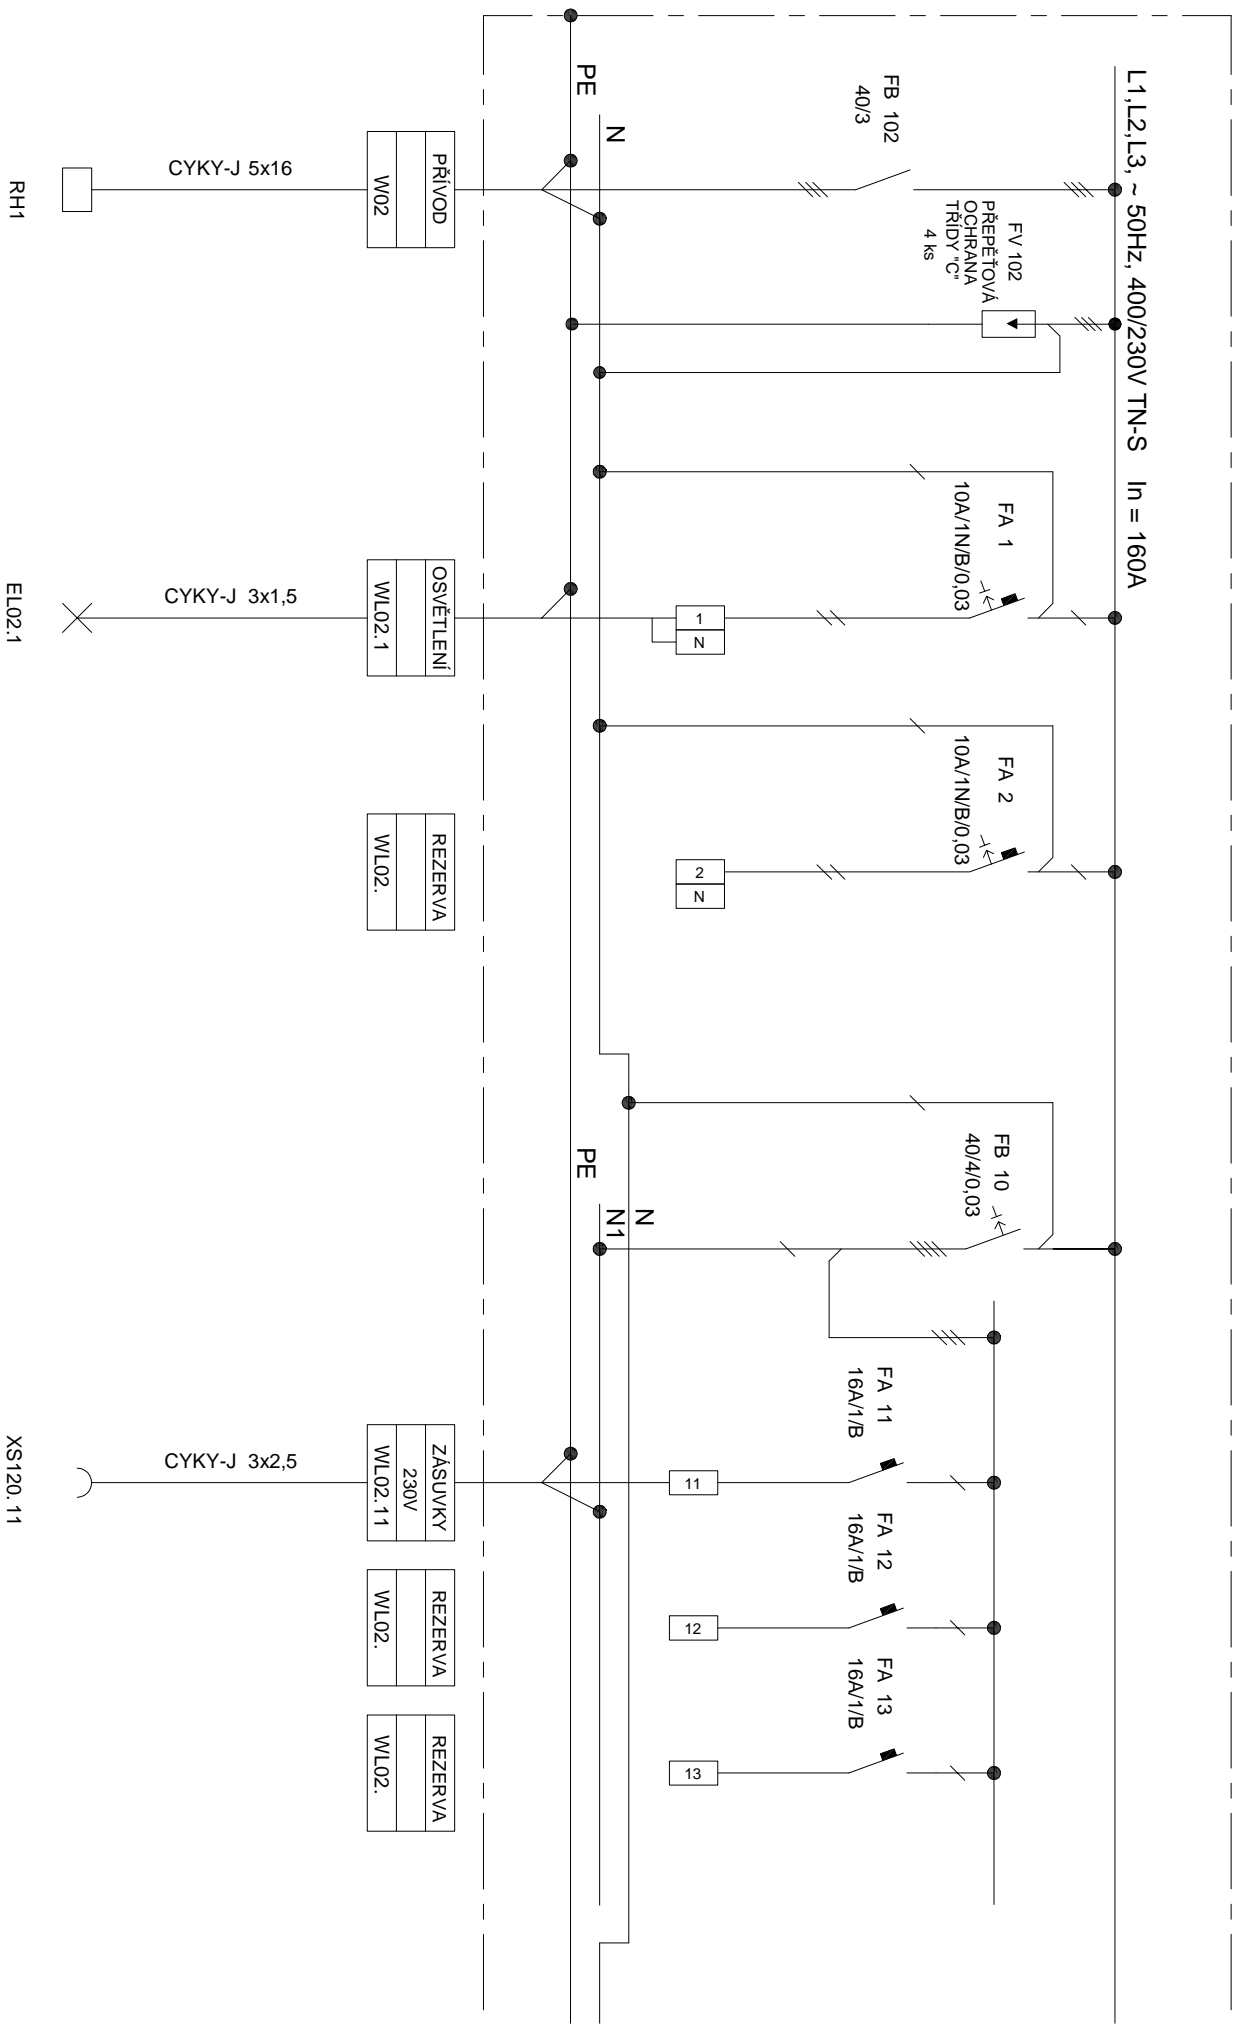 L1,L2,L3, ~ 50Hz, 400/230V TN-S In = 160A
FB 102
40/3
FV 102
PŘEPĚŤOVÁ
OCHRANA
TŘÍDY "C"
4 ks
FA 1
10A/1N/B/0,03
FA 2
10A/1N/B/0,03
FB 10
40/4/0,03
FA 11
16A/1/B
FA 12
16A/1/B
FA 13
16A/1/B
1
N
2
N
11
12
13
N
PE
N
N1
PE
PŘÍVOD
W02
OSVĚTLENÍ
WL02.1
REZERVA
WL02.
ZÁSUVKY
230V
WL02.11
REZERVA
WL02.
REZERVA
WL02.
CYKY-J 5x16
CYKY-J 3x1,5
CYKY-J 3x2,5
RH1
EL02.1
XS120.11